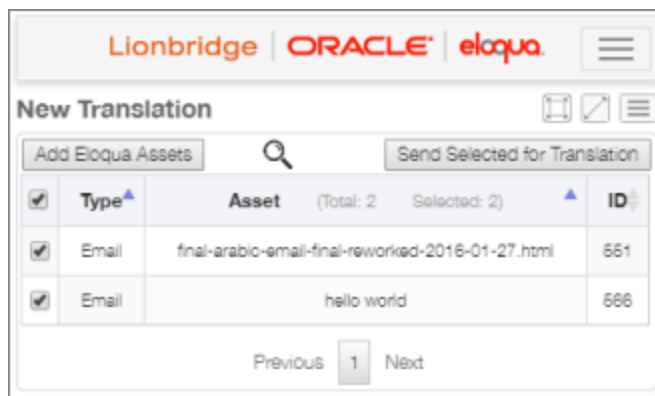 Lionbridge | ORACLE | eloqua.
New Translation
Add Eloqua Assets Send Selected for Translation
Type Asset (Total: 2 Selected: 2) ID
Email final-arabic-email-final-reworked-2016-01-27.html 551
Email hello world 566
Previous 1 Next